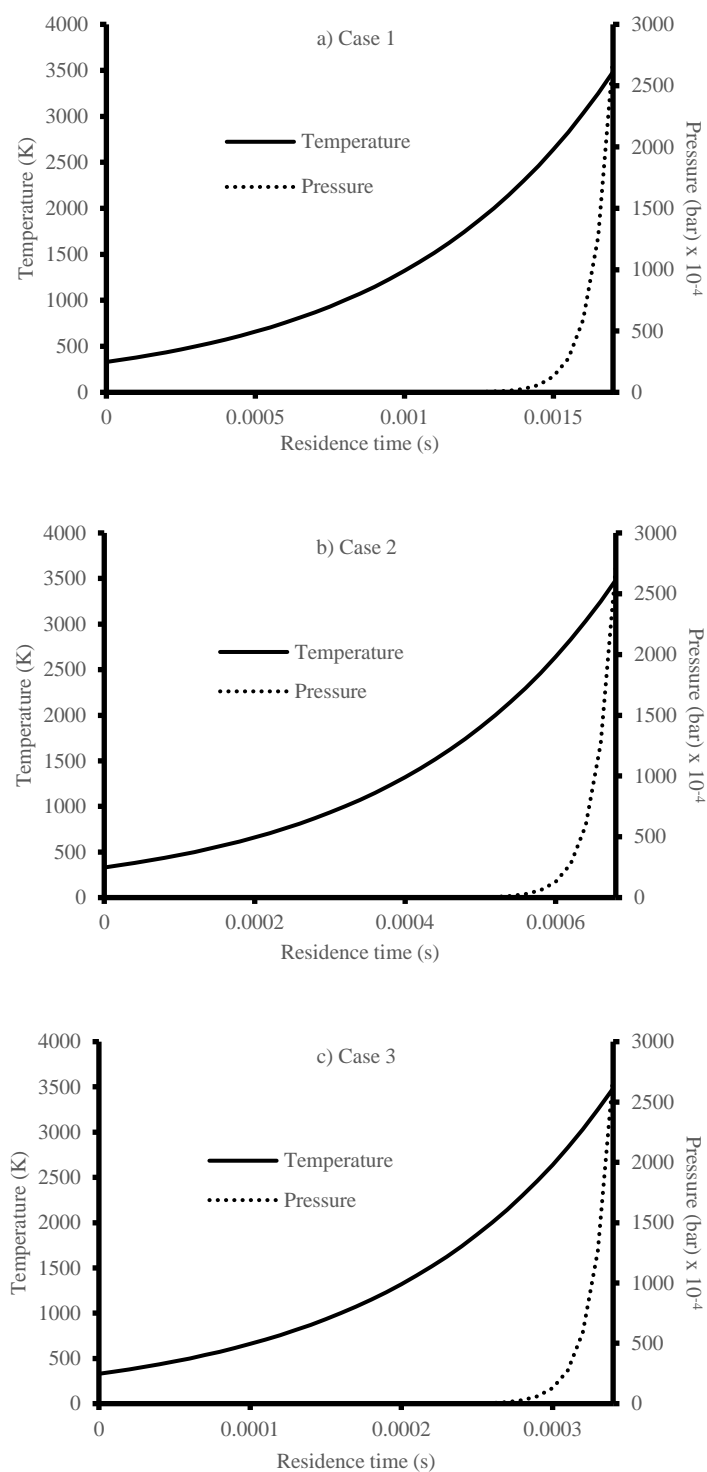 a) Case 1
Temperature (K)
4000
3500
3000
2500
2000
1500
1000
500
0
Temperature
Pressure
3000
2500
2000
1500
1000
500
0
Pressure (bar) x 10⁻⁴
0 0.0005 0.001 0.0015
Residence time (s)
b) Case 2
Temperature (K)
4000
3500
3000
2500
2000
1500
1000
500
0
Temperature
Pressure
3000
2500
2000
1500
1000
500
0
Pressure (bar) x 10⁻⁴
0 0.0002 0.0004 0.0006
Residence time (s)
c) Case 3
Temperature (K)
4000
3500
3000
2500
2000
1500
1000
500
0
Temperature
Pressure
3000
2500
2000
1500
1000
500
0
Pressure (bar) x 10⁻⁴
0 0.0001 0.0002 0.0003
Residence time (s)